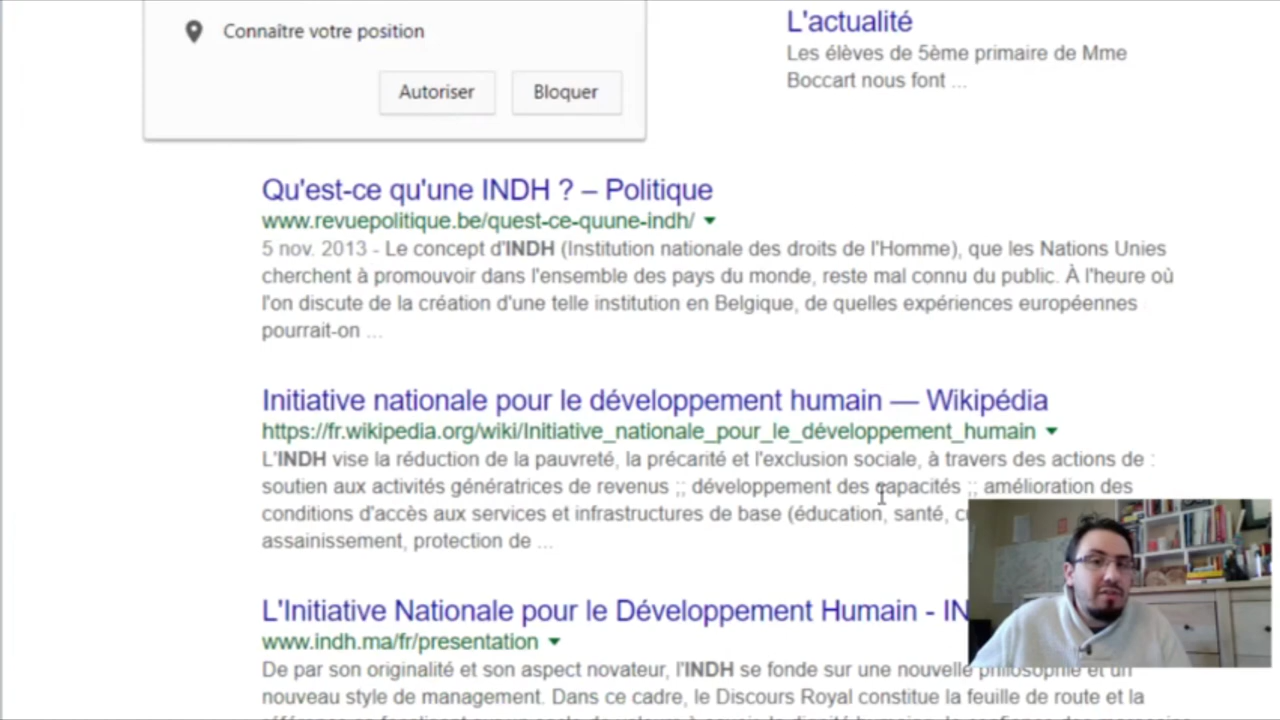 Connaître votre position
Autoriser
Bloquer
L'actualité
Les élèves de 5ème primaire de Mme
Boccart nous font ...
Qu'est-ce qu'une INDH ? – Politique
www.revuepolitique.be/quest-ce-quune-indh/
5 nov. 2013 - Le concept d'INDH (Institution nationale des droits de l'Homme), que les Nations Unies
cherchent à promouvoir dans l'ensemble des pays du monde, reste mal connu du public. À l'heure où
l'on discute de la création d'une telle institution en Belgique, de quelles expériences européennes
pourrait-on ...
Initiative nationale pour le développement humain — Wikipédia
https://fr.wikipedia.org/wiki/Initiative_nationale_pour_le_développement_humain
L'INDH vise la réduction de la pauvreté, la précarité et l'exclusion sociale, à travers des actions de :
soutien aux activités génératrices de revenus ;; développement des capacités ;; amélioration des
conditions d'accès aux services et infrastructures de base (éducation, santé,
assainissement, protection de ...
L'Initiative Nationale pour le Développement Humain - IN
www.indh.ma/fr/presentation
De par son originalité et son aspect novateur, l'INDH se fonde sur une nouvelle philosophie et un
nouveau style de management. Dans ce cadre, le Discours Royal constitue la feuille de route et la